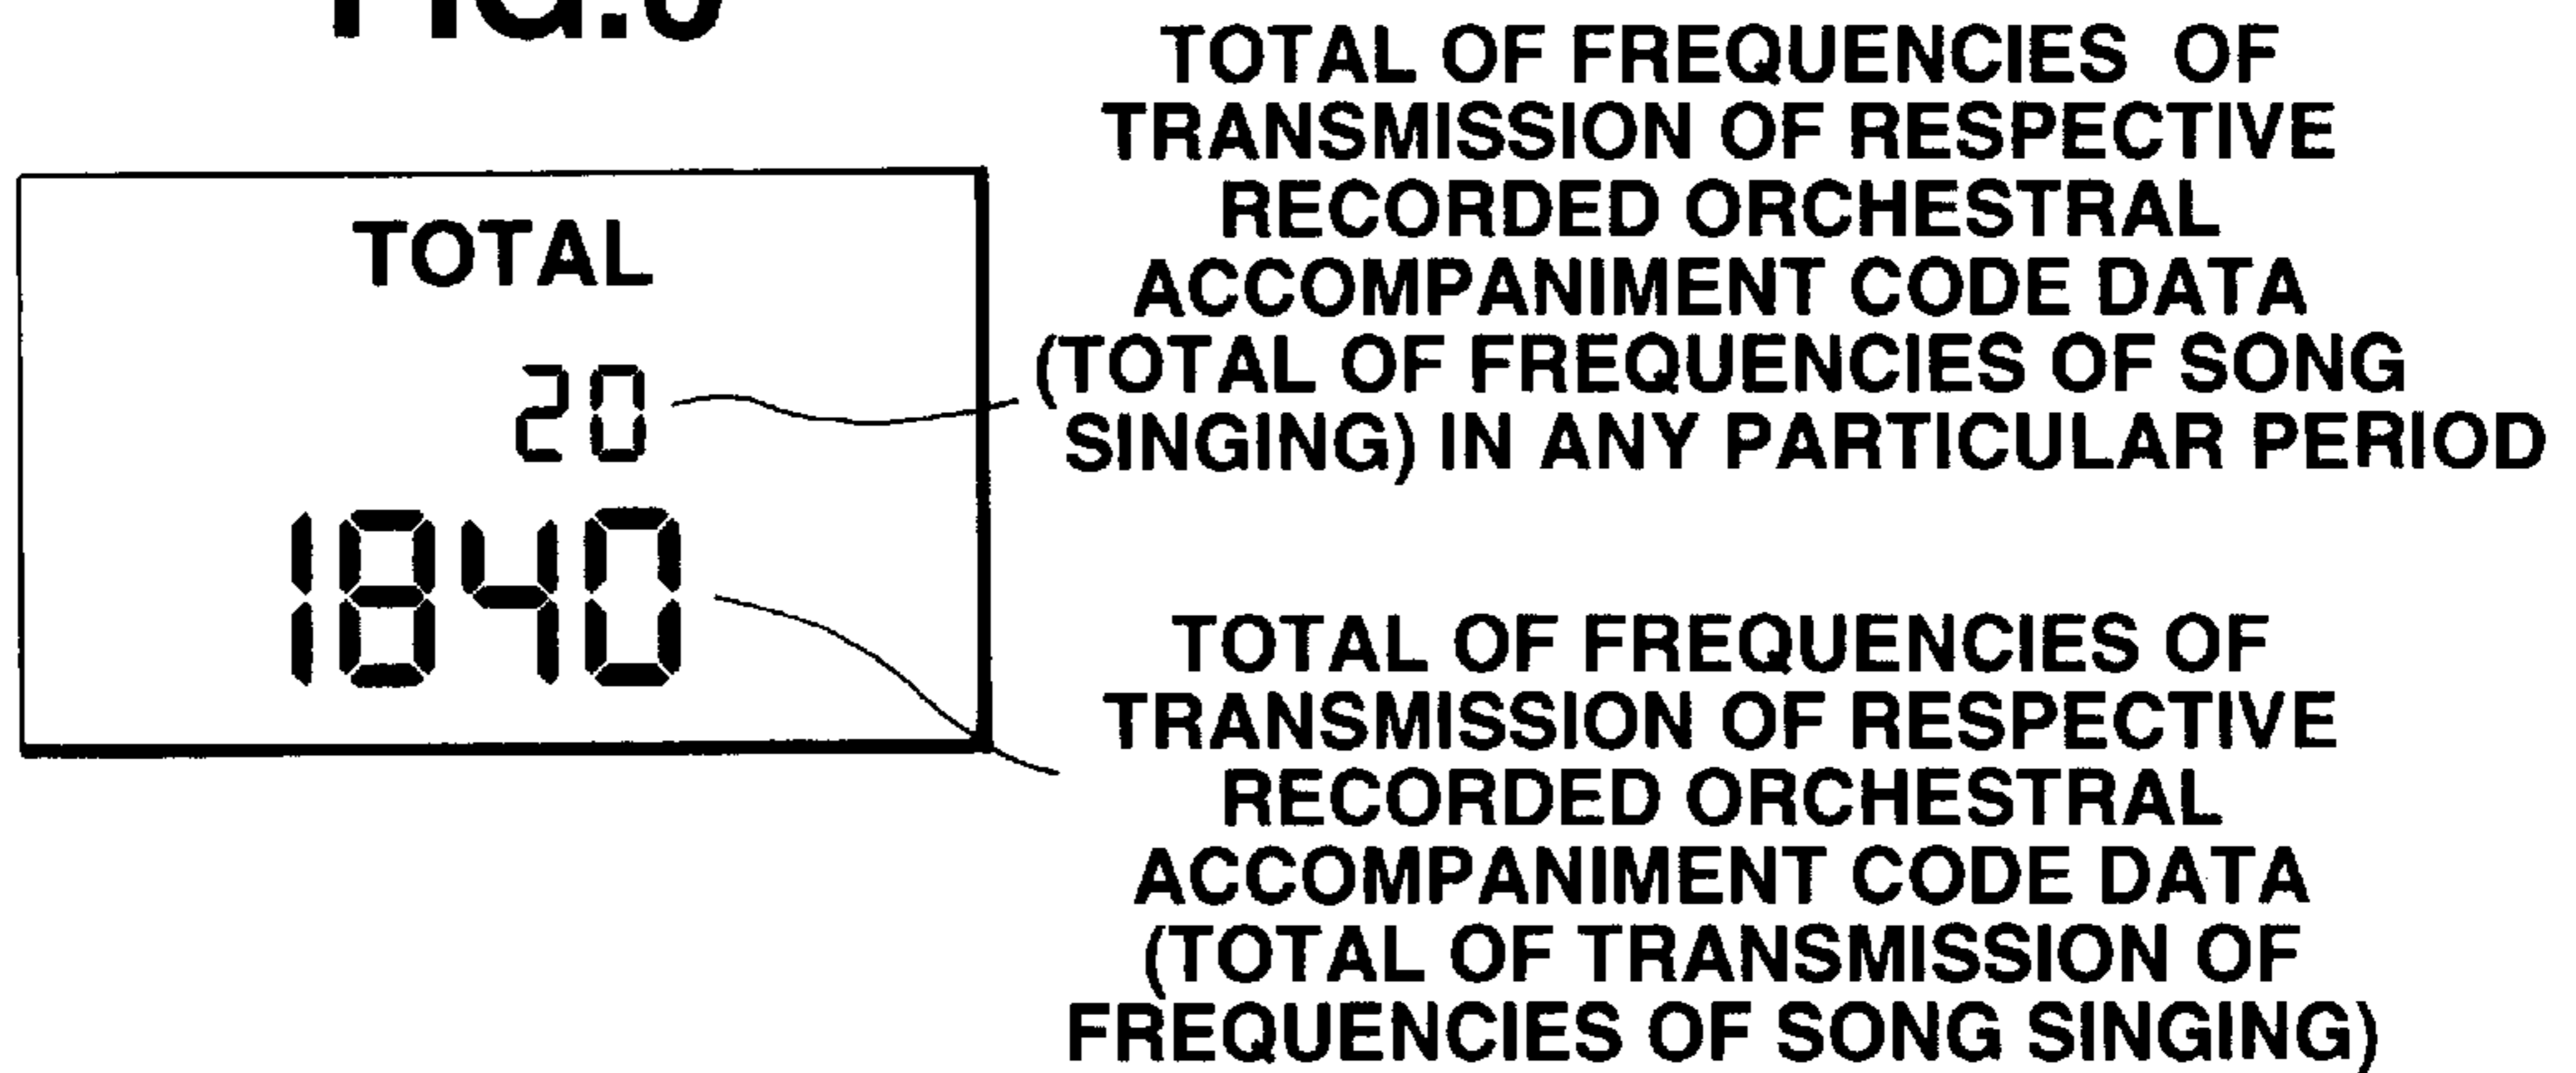 TOTAL OF FREQUENCIES OF
TRANSMISSION OF RESPECTIVE
RECORDED ORCHESTRAL
ACCOMPANIMENT CODE DATA
(TOTAL OF FREQUENCIES OF SONG
SINGING) IN ANY PARTICULAR PERIOD
TOTAL
20
1840
TOTAL OF FREQUENCIES OF
TRANSMISSION OF RESPECTIVE
RECORDED ORCHESTRAL
ACCOMPANIMENT CODE DATA
(TOTAL OF TRANSMISSION OF
FREQUENCIES OF SONG SINGING)